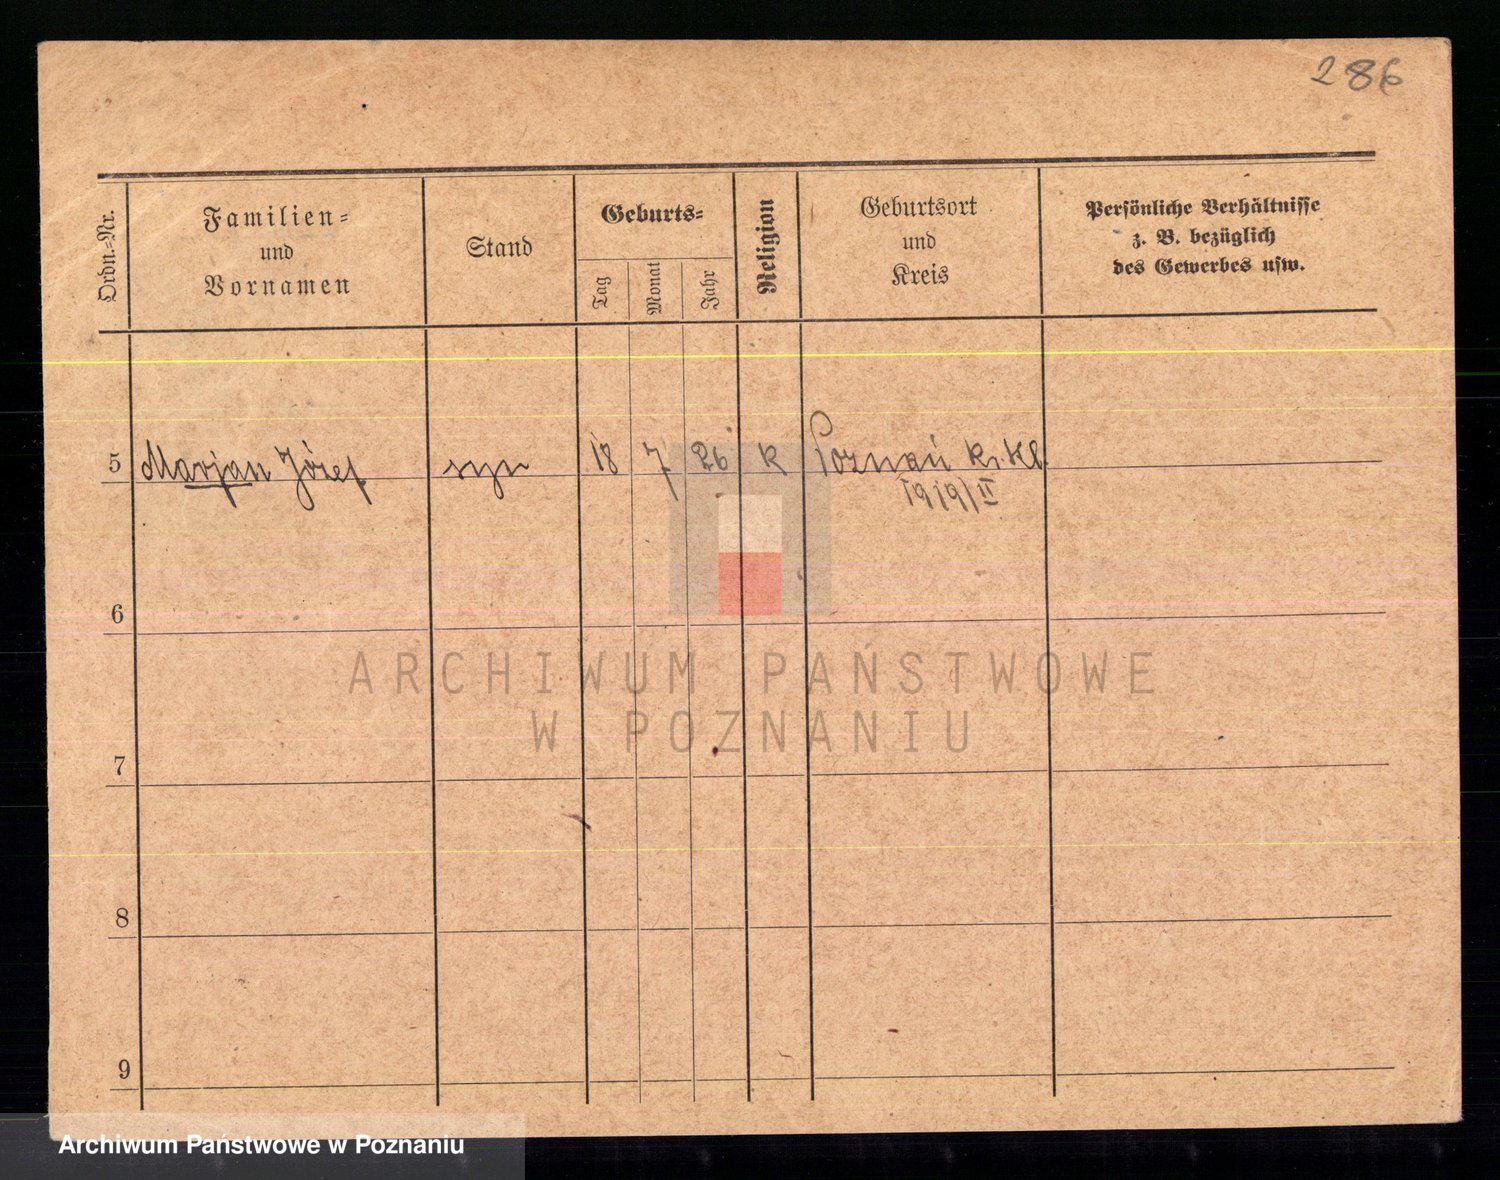 286
Ordn.-Nr.
Familien-
und
Vornamen
Stand
Geburts-
Tag
Monat
Jahr
Religion
Geburtsort
und
Kreis
Persönliche Verhältnisse
z. B. bezüglich
des Gewerbes usw.
5 Marjan Józef syn 18 7 26 k Poznań
6
7
8
9
ARCHIWUM PAŃSTWOWE
W POZNANIU
Archiwum Państwowe w Poznaniu